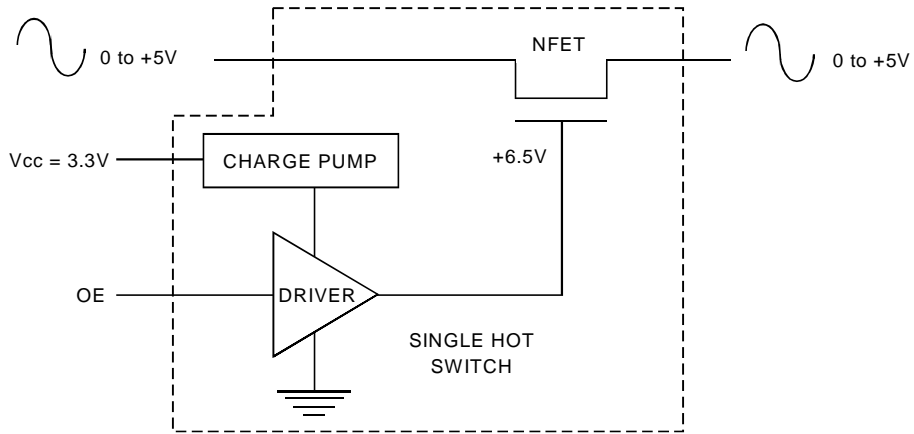 NFET
0 to +5V
0 to +5V
Vcc = 3.3V
CHARGE PUMP
+6.5V
OE
DRIVER
SINGLE HOT
SWITCH